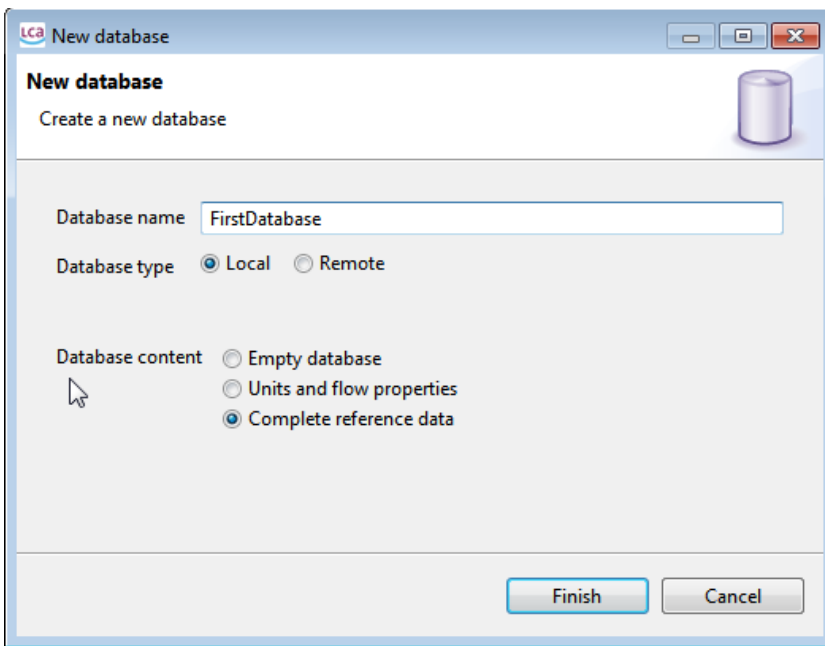 LCA New database
New database
Create a new database
Database name FirstDatabase
Database type Local Remote
Database content Empty database
Units and flow properties
Complete reference data
Finish Cancel